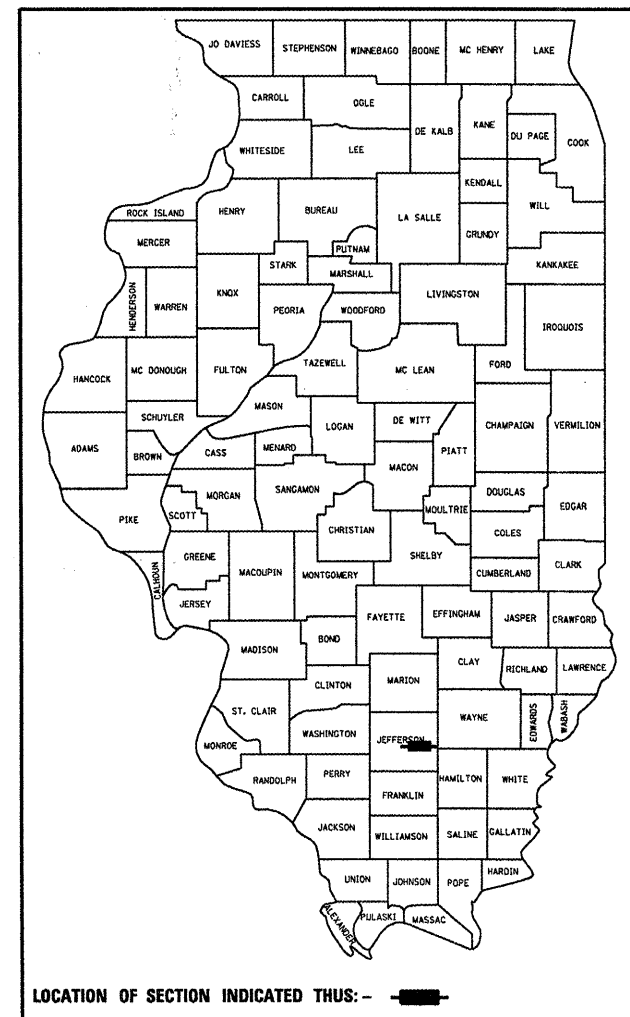 JO DAVIESS STEPHENSON WINNEBAGO BOONE MC HENRY LAKE
CARROLL OGLE DE KALB KANE DU PAGE COOK
WHITESIDE LEE
KENDALL WILL
ROCK ISLAND HENRY BUREAU LA SALLE GRUNDY
MERCER PUTNAM
STARK MARSHALL KANKAKEE
HENDERSON WARREN KNOX PEORIA WOODFORD LIVINGSTON IROQUOIS
HANCOCK MC DONOUGH FULTON TAZEWELL MC LEAN FORD
SCHUYLER MASON LOGAN DE WITT CHAMPAIGN VERMILION
ADAMS BROWN CASS MENARD MACON PIATT
PIKE SCOTT MORGAN SANGAMON CHRISTIAN MOULTRIE DOUGLAS EDGAR
COLES
GREENE MACOUPIN MONTGOMERY SHELBY CUMBERLAND CLARK
CALHOUN JERSEY
MADISON BOND FAYETTE EFFINGHAM JASPER CRAWFORD
CLINTON MARION CLAY RICHLAND LAWRENCE
ST. CLAIR WAYNE EDWARDS WABASH
MONROE WASHINGTON JEFFERSON
RANDOLPH PERRY FRANKLIN HAMILTON WHITE
JACKSON WILLIAMSON SALINE GALLATIN
UNION JOHNSON POPE HARDIN
ALEXANDER PULASKI MASSAC
LOCATION OF SECTION INDICATED THUS: -